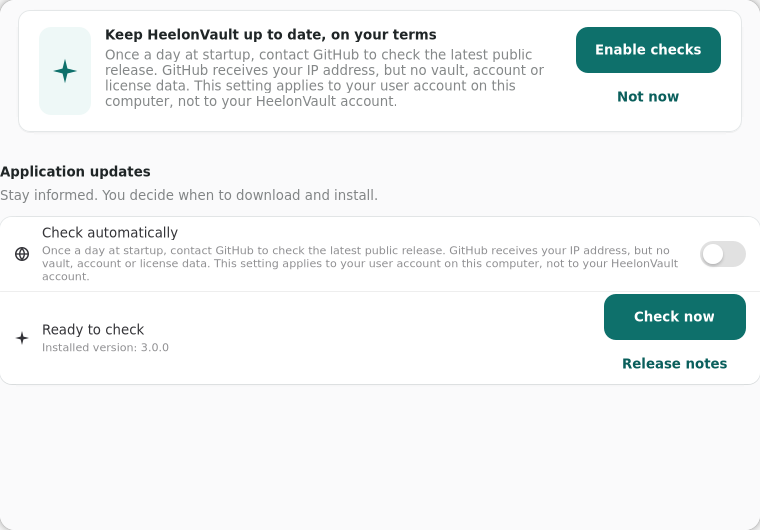 Keep HeelonVault up to date, on your terms
Once a day at startup, contact GitHub to check the latest public
release. GitHub receives your IP address, but no vault, account or
license data. This setting applies to your user account on this
computer, not to your HeelonVault account.
Enable checks
Not now
Application updates
Stay informed. You decide when to download and install.
Check automatically
Once a day at startup, contact GitHub to check the latest public release. GitHub receives your IP address, but no
vault, account or license data. This setting applies to your user account on this computer, not to your HeelonVault
account.
Ready to check
Installed version: 3.0.0
Check now
Release notes